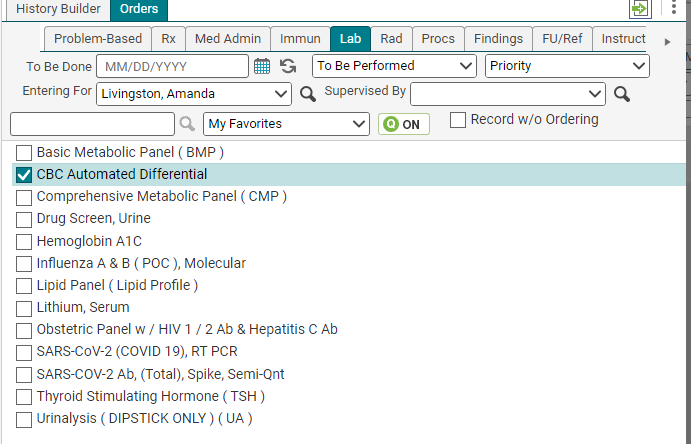 History Builder Orders
Problem-Based Rx Med Admin Immun Lab Rad Procs Findings FU/Ref Instruct
To Be Done MM/DD/YYYY To Be Performed Priority
Entering For Livingston, Amanda Supervised By
My Favorites Q ON Record w/o Ordering
Basic Metabolic Panel ( BMP )
CBC Automated Differential
Comprehensive Metabolic Panel ( CMP )
Drug Screen, Urine
Hemoglobin A1C
Influenza A & B ( POC ), Molecular
Lipid Panel ( Lipid Profile )
Lithium, Serum
Obstetric Panel w / HIV 1 / 2 Ab & Hepatitis C Ab
SARS-CoV-2 (COVID 19), RT PCR
SARS-COV-2 Ab, (Total), Spike, Semi-Qnt
Thyroid Stimulating Hormone ( TSH )
Urinalysis ( DIPSTICK ONLY ) ( UA )